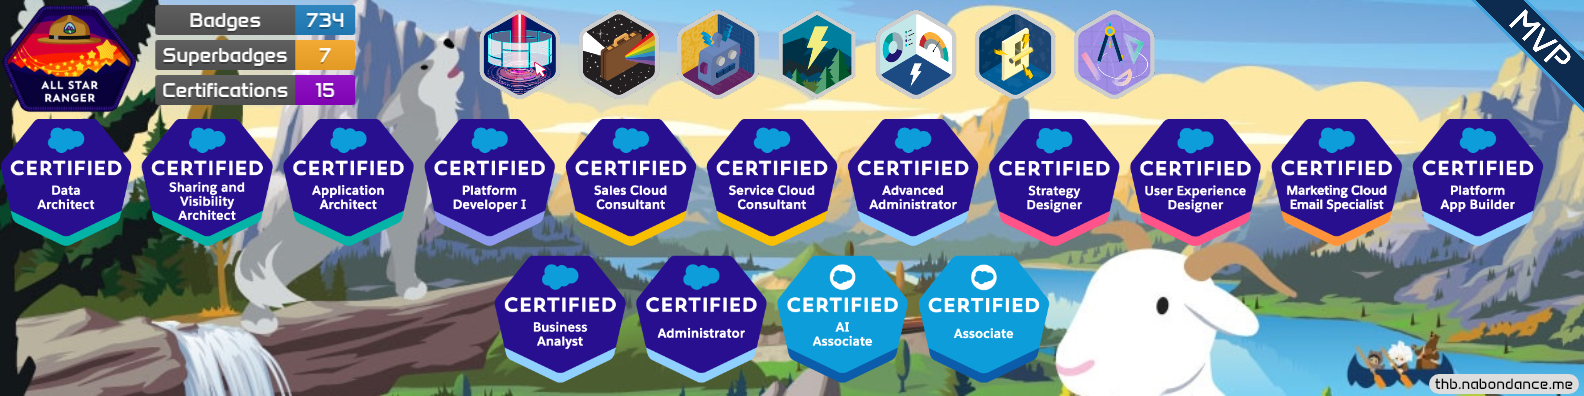 ALL STAR
RANGER
Badges 734
Superbadges 7
Certifications 15
MVP
CERTIFIED
Data
Architect
CERTIFIED
Sharing and
Visibility
Architect
CERTIFIED
Application
Architect
CERTIFIED
Platform
Developer I
CERTIFIED
Sales Cloud
Consultant
CERTIFIED
Service Cloud
Consultant
CERTIFIED
Advanced
Administrator
CERTIFIED
Strategy
Designer
CERTIFIED
User Experience
Designer
CERTIFIED
Marketing Cloud
Email Specialist
CERTIFIED
Platform
App Builder
CERTIFIED
Business
Analyst
CERTIFIED
Administrator
CERTIFIED
AI
Associate
CERTIFIED
Associate
thb.nabondance.me